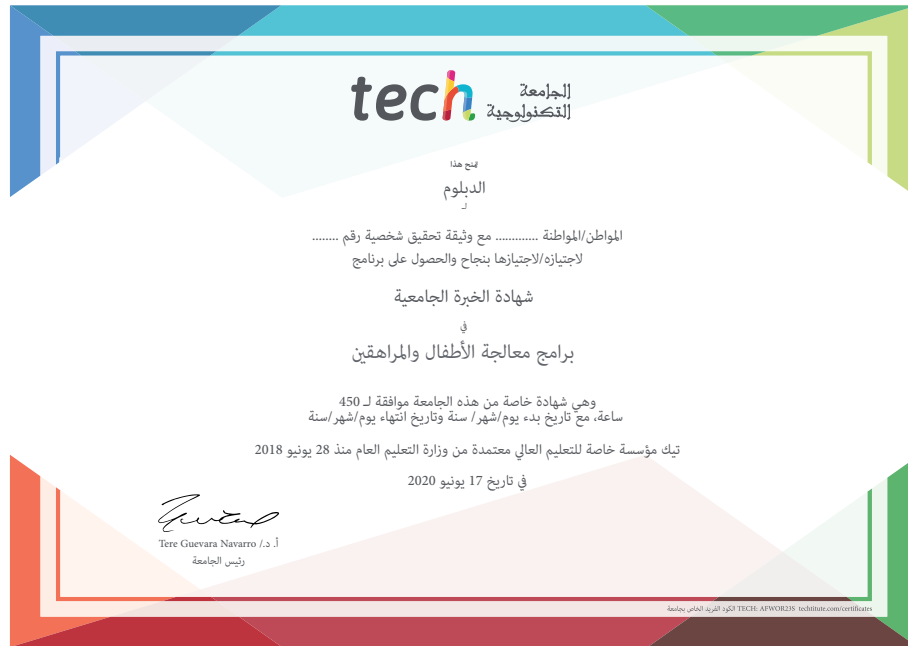 tech الجامعة
التكنولوجية
يمنح هذا
الدبلوم
لـ
المواطن/المواطنة ............. مع وثيقة تحقيق شخصية رقم ........
لاجتيازه/لاجتيازها بنجاح والحصول على برنامج
شهادة الخبرة الجامعية
في
برامج معالجة الأطفال والمراهقين
وهي شهادة خاصة من هذه الجامعة موافقة لـ 450
ساعة، مع تاريخ بدء يوم/شهر/ سنة وتاريخ انتهاء يوم/شهر/سنة
تيك مؤسسة خاصة للتعليم العالي معتمدة من وزارة التعليم العام منذ 28 يونيو 2018
في تاريخ 17 يونيو 2020
أ. د./ Tere Guevara Navarro
رئيس الجامعة
الكود الفريد الخاص بجامعة TECH: AFWOR23S techtitute.com/certificates